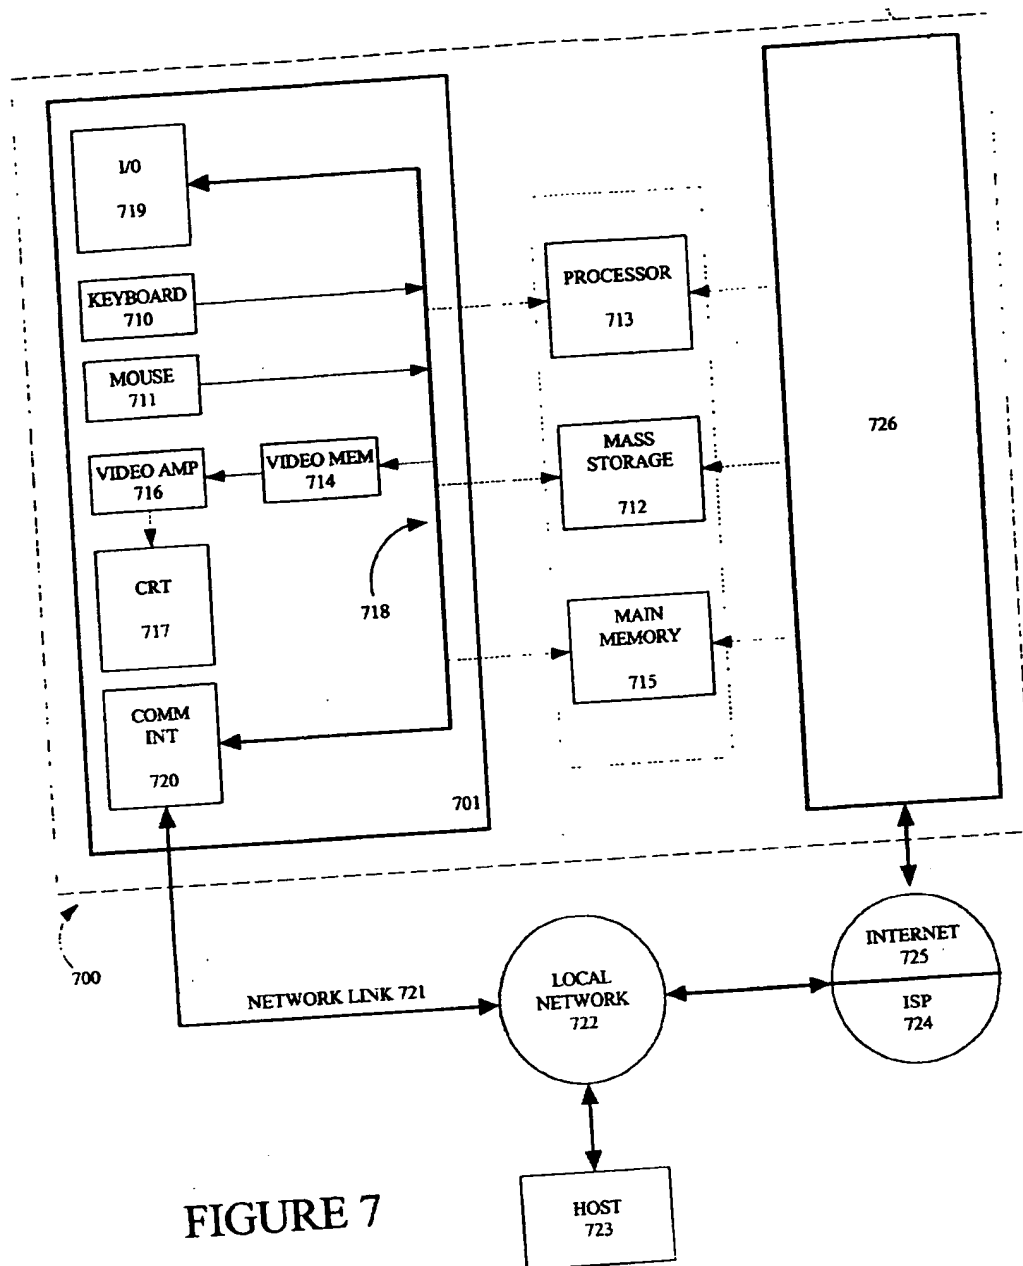 I/0
719
KEYBOARD
710
MOUSE
711
VIDEO AMP
716
VIDEO MEM
714
CRT
717
718
COMM
INT
720
701
PROCESSOR
713
MASS
STORAGE
712
MAIN
MEMORY
715
726
700
NETWORK LINK 721
LOCAL
NETWORK
722
INTERNET
725
ISP
724
HOST
723
FIGURE 7